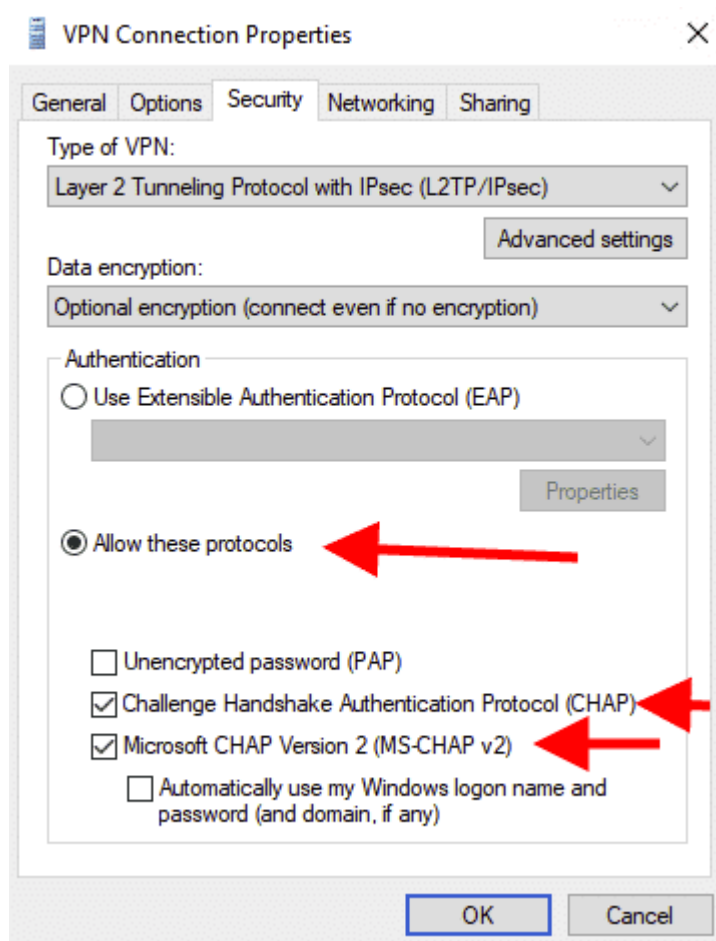 VPN Connection Properties
General Options Security Networking Sharing
Type of VPN:
Layer 2 Tunneling Protocol with IPsec (L2TP/IPsec)
Advanced settings
Data encryption:
Optional encryption (connect even if no encryption)
Authentication
Use Extensible Authentication Protocol (EAP)
Properties
Allow these protocols
Unencrypted password (PAP)
Challenge Handshake Authentication Protocol (CHAP)
Microsoft CHAP Version 2 (MS-CHAP v2)
Automatically use my Windows logon name and
password (and domain, if any)
OK Cancel